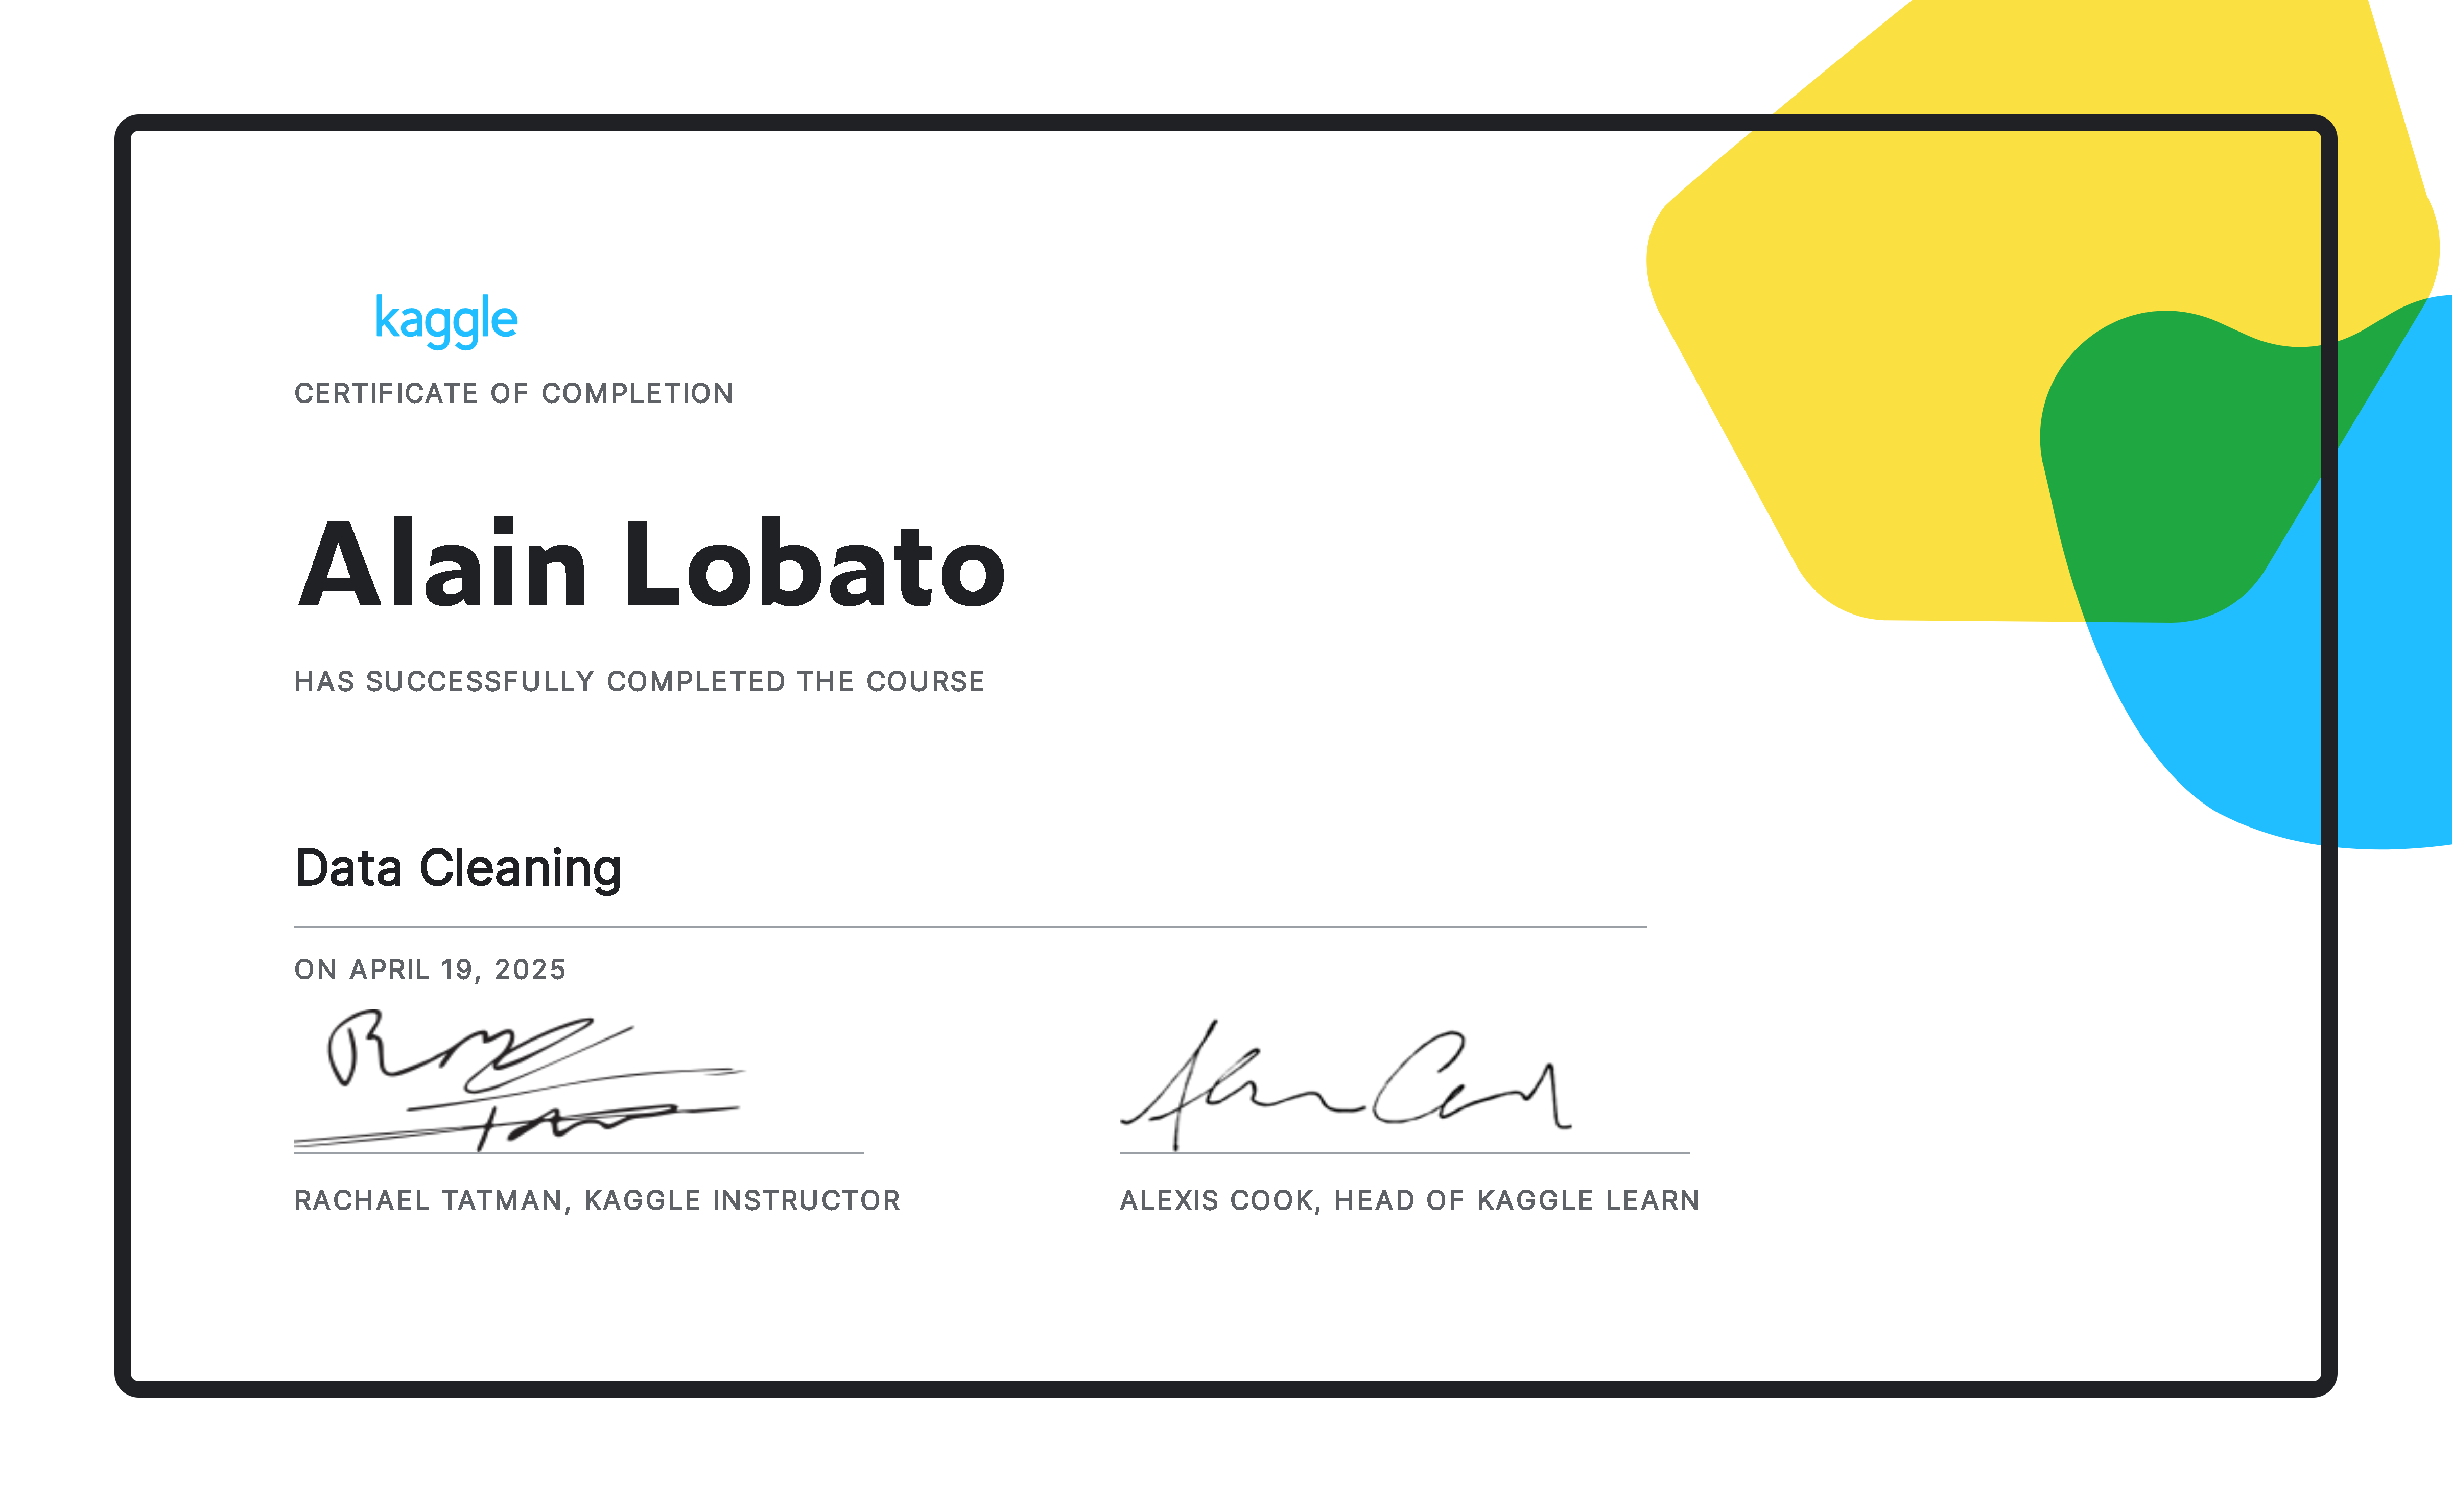 kaggle
CERTIFICATE OF COMPLETION
Alain Lobato
HAS SUCCESSFULLY COMPLETED THE COURSE
Data Cleaning
ON APRIL 19, 2025
RACHAEL TATMAN, KAGGLE INSTRUCTOR
ALEXIS COOK, HEAD OF KAGGLE LEARN